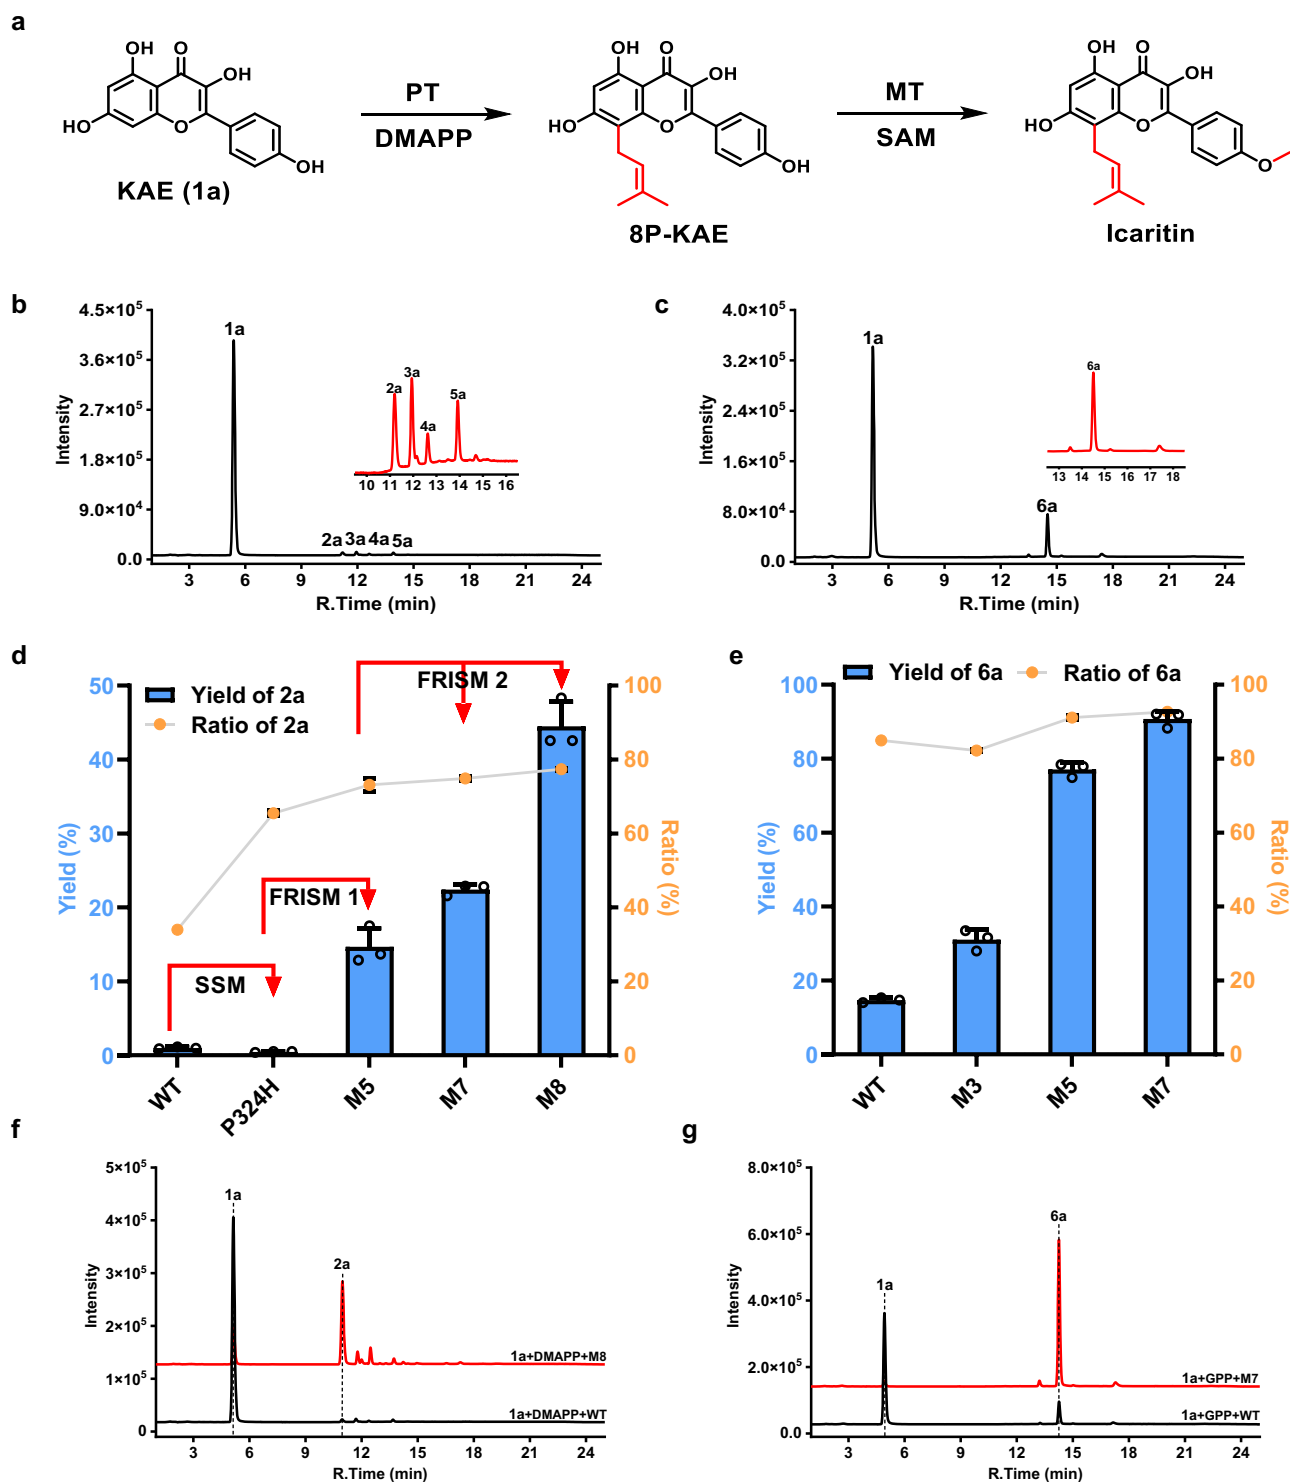 a
OH
O
OH
HO
O
OH
KAE (1a)
PT
DMAPP
OH
O
OH
HO
O
OH
8P-KAE
MT
SAM
OH
O
OH
HO
O
O
Icaritin
b
4.5×10⁵
3.6×10⁵
2.7×10⁵
1.8×10⁵
9.0×10⁴
0.0
Intensity
1a
2a 3a 4a 5a
2a
3a
4a
5a
10 11 12 13 14 15 16
3 6 9 12 15 18 21 24
R.Time (min)
c
4.0×10⁵
3.2×10⁵
2.4×10⁵
1.6×10⁵
8.0×10⁴
0.0
Intensity
1a
6a
6a
13 14 15 16 17 18
3 6 9 12 15 18 21 24
R.Time (min)
d
50
40
30
20
10
0
Yield (%)
Yield of 2a
Ratio of 2a
SSM
FRISM 1
FRISM 2
100
80
60
40
20
0
Ratio (%)
WT P324H M5 M7 M8
e
Yield of 6a Ratio of 6a
100
80
60
40
20
0
Yield (%)
100
80
60
40
20
0
Ratio (%)
WT M3 M5 M7
f
5×10⁵
4×10⁵
3×10⁵
2×10⁵
1×10⁵
0
Intensity
1a
2a
1a+DMAPP+M8
1a+DMAPP+WT
3 6 9 12 15 18 21 24
R.Time (min)
g
8.0×10⁵
6.0×10⁵
4.0×10⁵
2.0×10⁵
0.0
Intensity
1a
6a
1a+GPP+M7
1a+GPP+WT
3 6 9 12 15 18 21 24
R.Time (min)